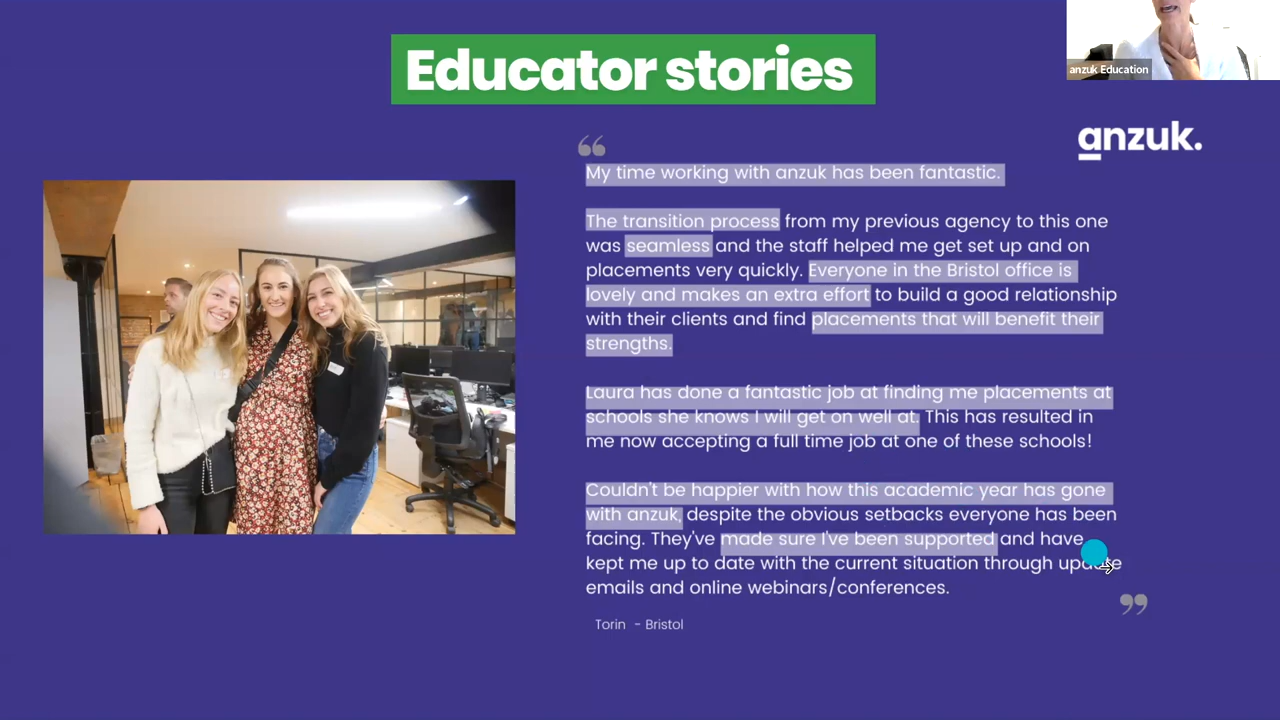 Educator stories
anzuk Education
anzuk.
“
My time working with anzuk has been fantastic.
The transition process from my previous agency to this one
was seamless and the staff helped me get set up and on
placements very quickly. Everyone in the Bristol office is
lovely and makes an extra effort to build a good relationship
with their clients and find placements that will benefit their
strengths.
Laura has done a fantastic job at finding me placements at
schools she knows I will get on well at. This has resulted in
me now accepting a full time job at one of these schools!
Couldn't be happier with how this academic year has gone
with anzuk, despite the obvious setbacks everyone has been
facing. They've made sure I've been supported and have
kept me up to date with the current situation through update
emails and online webinars/conferences.
”
Torin - Bristol